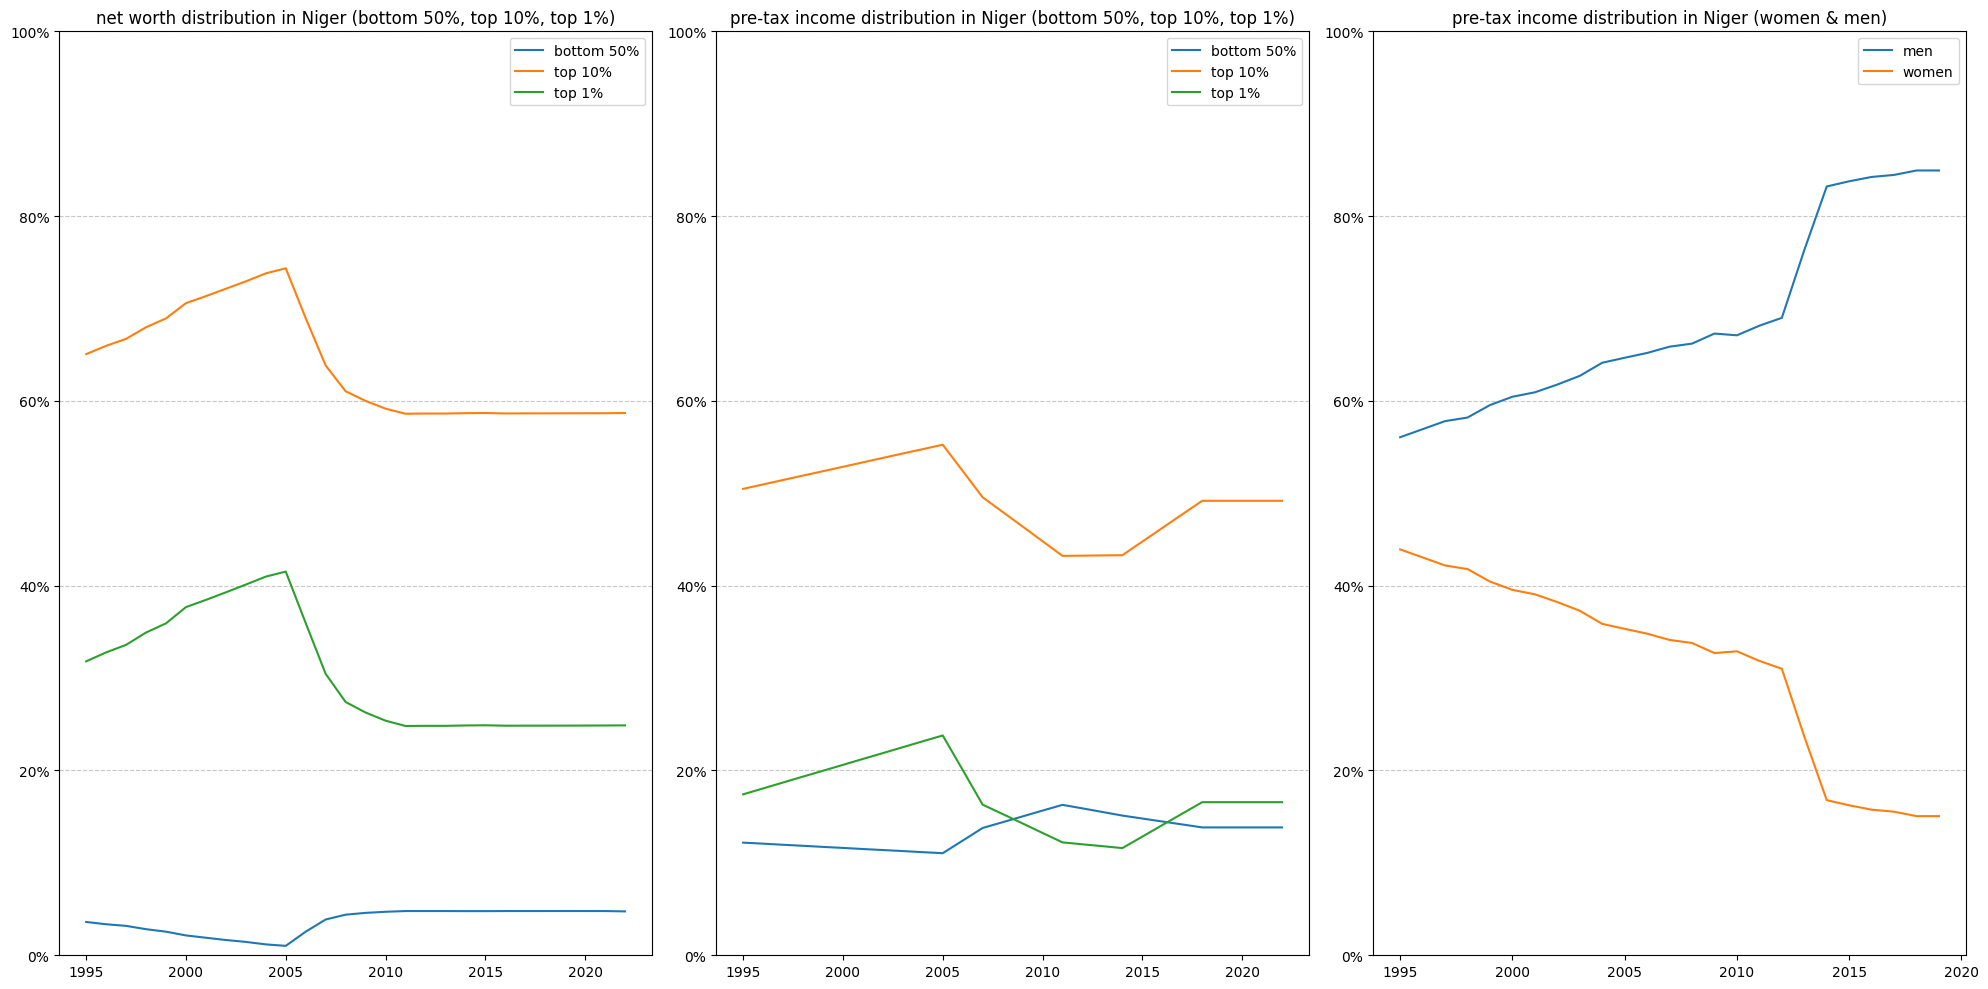 net worth distribution in Niger (bottom 50%, top 10%, top 1%)
100%
80%
60%
40%
20%
0%
1995 2000 2005 2010 2015 2020
bottom 50%
top 10%
top 1%
pre-tax income distribution in Niger (bottom 50%, top 10%, top 1%)
100%
80%
60%
40%
20%
0%
1995 2000 2005 2010 2015 2020
bottom 50%
top 10%
top 1%
pre-tax income distribution in Niger (women & men)
100%
80%
60%
40%
20%
0%
1995 2000 2005 2010 2015 2020
men
women